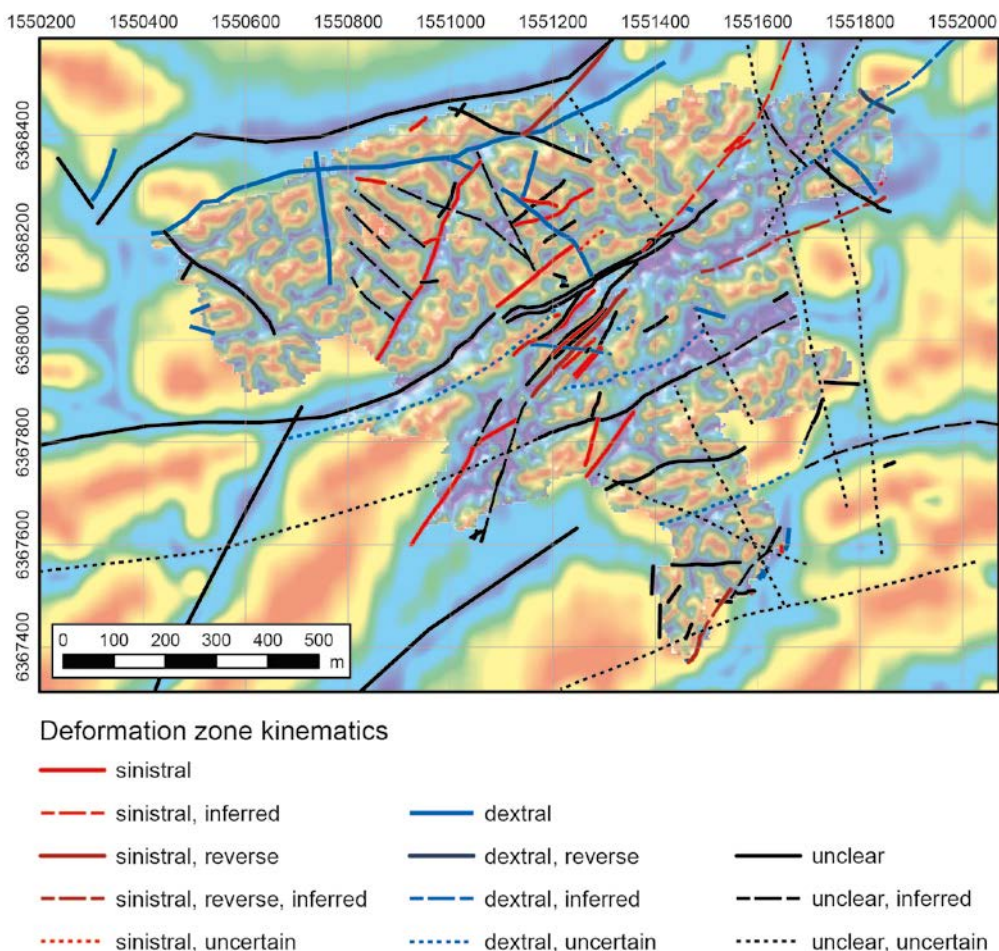 1550200 1550400 1550600 1550800 1551000 1551200 1551400 1551600 1551800 1552000
6368400
6368200
6368000
6367800
6367600
6367400
0 100 200 300 400 500
m
Deformation zone kinematics
sinistral
sinistral, inferred dextral
sinistral, reverse dextral, reverse unclear
sinistral, reverse, inferred dextral, inferred unclear, inferred
sinistral, uncertain dextral, uncertain unclear, uncertain